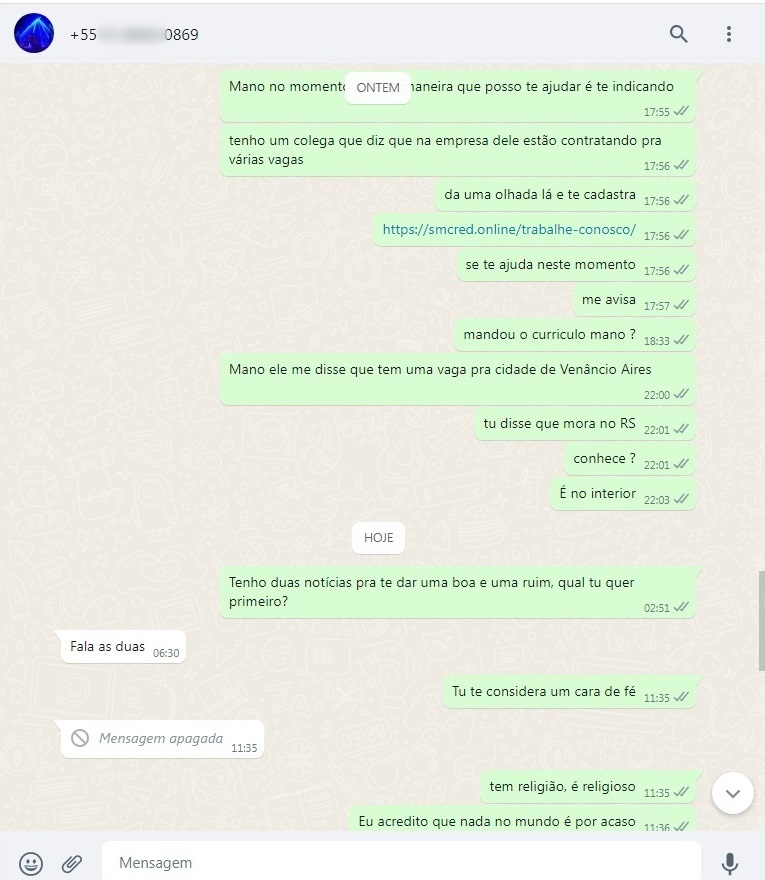 +55 0869
Mano no momento
ONTEM
maneira que posso te ajudar é te indicando
17:55
tenho um colega que diz que na empresa dele estão contratando pra
várias vagas
17:56
da uma olhada lá e te cadastra 17:56
https://smcred.online/trabalhe-conosco/ 17:56
se te ajuda neste momento 17:56
me avisa 17:57
mandou o curriculo mano ? 18:33
Mano ele me disse que tem uma vaga pra cidade de Venâncio Aires
22:00
tu disse que mora no RS 22:01
conhece ? 22:01
É no interior 22:03
HOJE
Tenho duas notícias pra te dar uma boa e uma ruim, qual tu quer
primeiro?
02:51
Fala as duas 06:30
Tu te considera um cara de fé 11:35
Mensagem apagada 11:35
tem religião, é religioso 11:35
Eu acredito que nada no mundo é por acaso 11:36
Mensagem